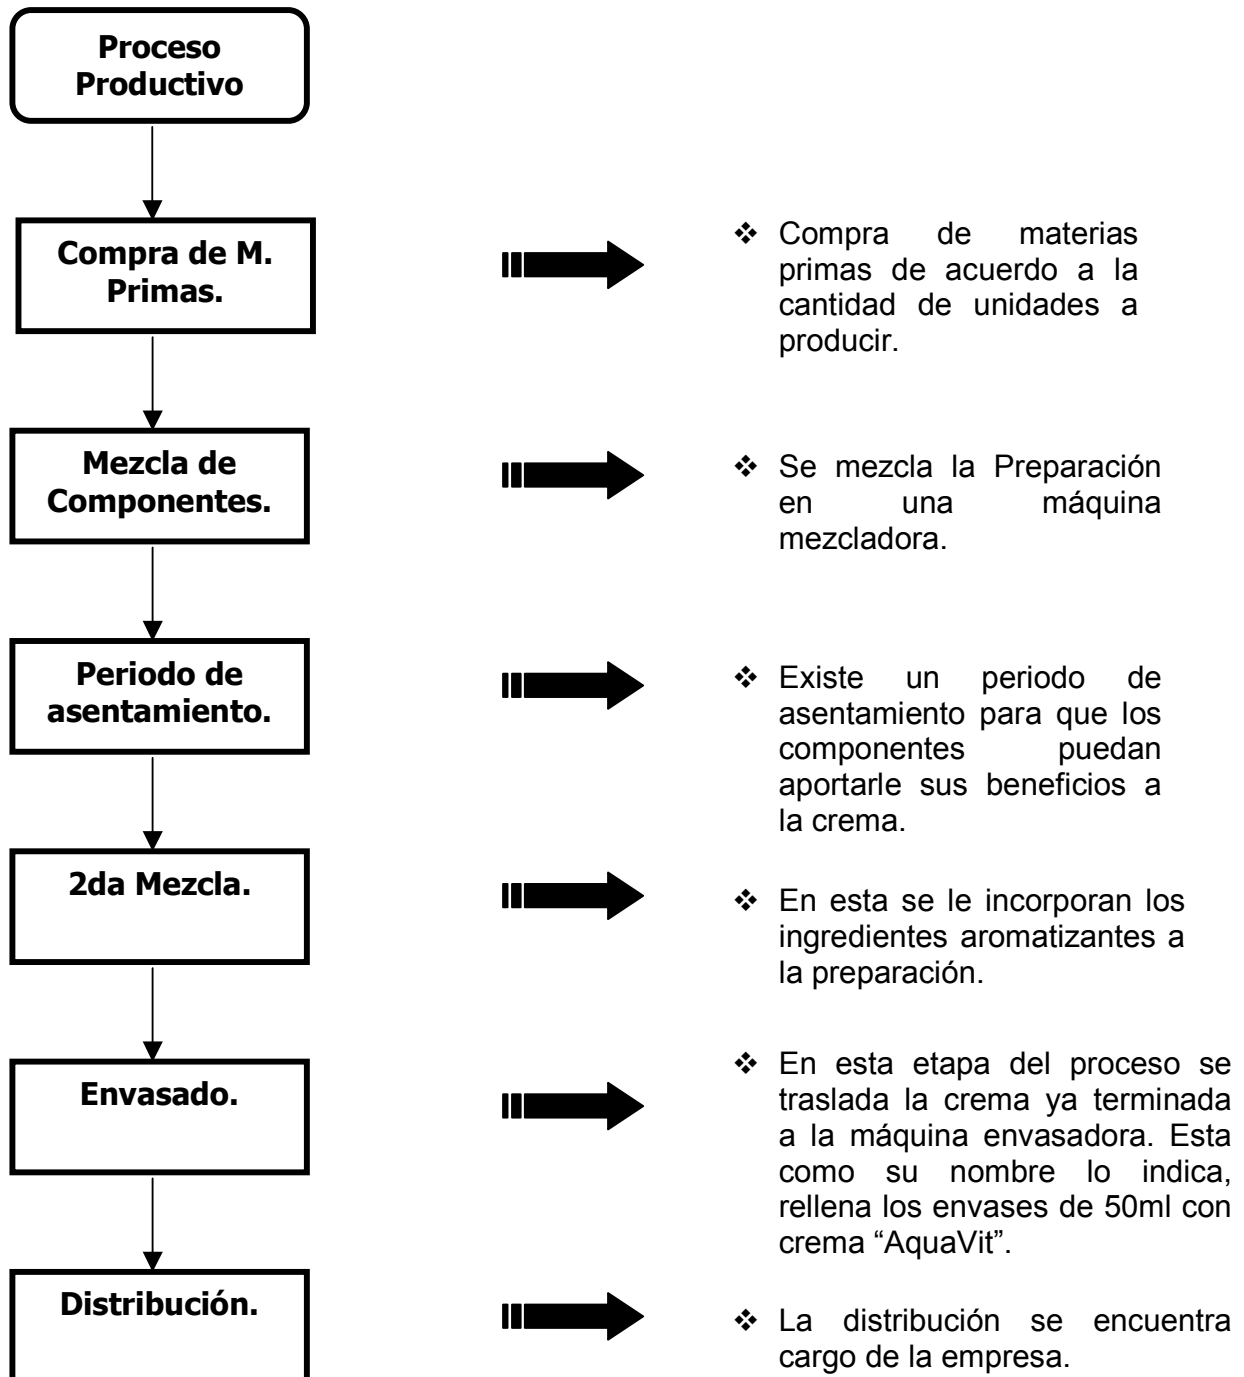 Proceso
Productivo
Compra de M.
Primas.
❖ Compra de materias
primas de acuerdo a la
cantidad de unidades a
producir.
Mezcla de
Componentes.
❖ Se mezcla la Preparación
en una máquina
mezcladora.
Periodo de
asentamiento.
❖ Existe un periodo de
asentamiento para que los
componentes puedan
aportarle sus beneficios a
la crema.
2da Mezcla.
❖ En esta se le incorporan los
ingredientes aromatizantes a
la preparación.
Envasado.
❖ En esta etapa del proceso se
traslada la crema ya terminada
a la máquina envasadora. Esta
como su nombre lo indica,
rellena los envases de 50ml con
crema “AquaVit”.
Distribución.
❖ La distribución se encuentra
cargo de la empresa.